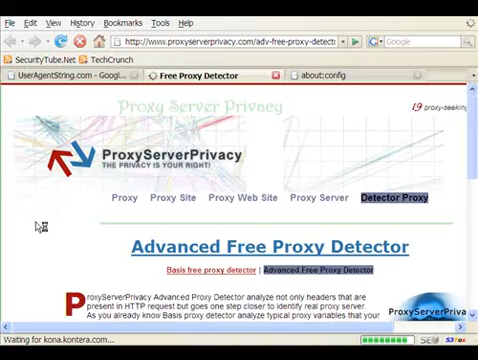 File Edit View History Bookmarks Tools Help
http://www.proxyserverprivacy.com/adv-free-proxy-detect
Google
SecurityTube.Net TechCrunch
UserAgentString.com - Googl...
Free Proxy Detector
about:config
Proxy Server Privacy
19 proxy-seeking
ProxyServerPrivacy
THE PRIVACY IS YOUR RIGHT!
Proxy Proxy Site Proxy Web Site Proxy Server Detector Proxy
Advanced Free Proxy Detector
Basis free proxy detector | Advanced Free Proxy Detector
ProxyServerPrivacy Advanced Proxy Detector analyze not only headers that are
present in HTTP request but goes one step closer to identify real proxy server.
As you already know Basis proxy detector analyze typical proxy variables that your
ProxyServerPriva
Waiting for kona.kontera.com...